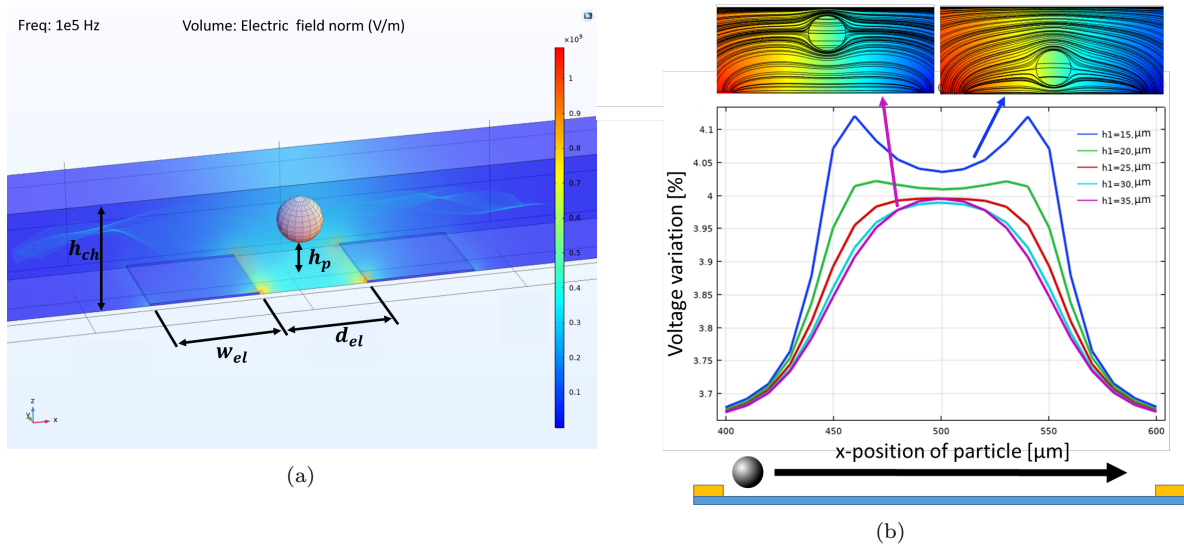 Freq: 1e5 Hz
Volume: Electric field norm (V/m)
×10⁹
1
0.9
0.8
0.7
0.6
0.5
0.4
0.3
0.2
0.1
h_ch
h_p
w_el
d_el
z
y
x
(a)
Voltage variation [%]
4.1
4.05
4
3.95
3.9
3.85
3.8
3.75
3.7
h1=15,μm
h1=20,μm
h1=25,μm
h1=30,μm
h1=35,μm
400
450
500
550
600
x-position of particle [μm]
(b)